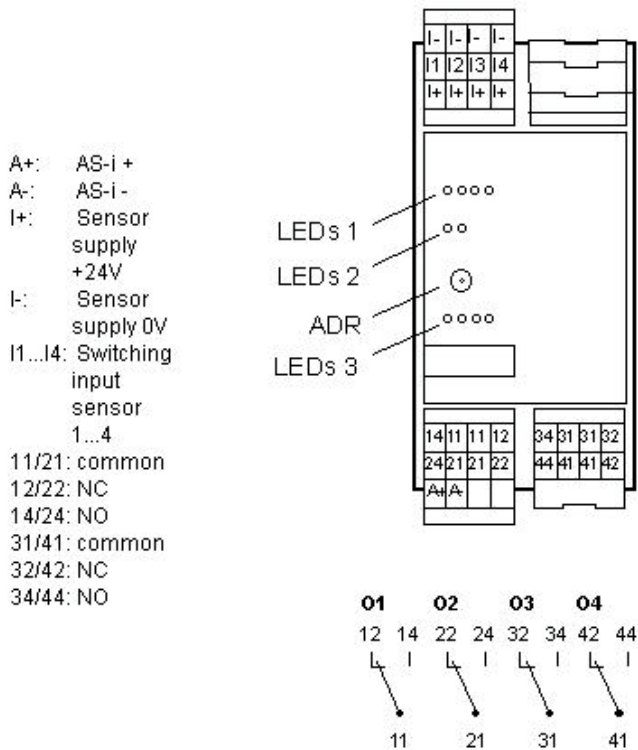 I- I- I- I-
I1 I2 I3 I4
I+ I+ I+ I+
A+: AS-i +
A-: AS-i -
I+: Sensor
supply
+24V
I-: Sensor
supply 0V
I1...I4: Switching
input
sensor
1...4
11/21: common
12/22: NC
14/24: NO
31/41: common
32/42: NC
34/44: NO
LEDs 1
LEDs 2
ADR
LEDs 3
14 11 11 12 34 31 31 32
24 21 21 22 44 41 41 42
A+ A-
O1 O2 O3 O4
12 14 22 24 32 34 42 44
11 21 31 41